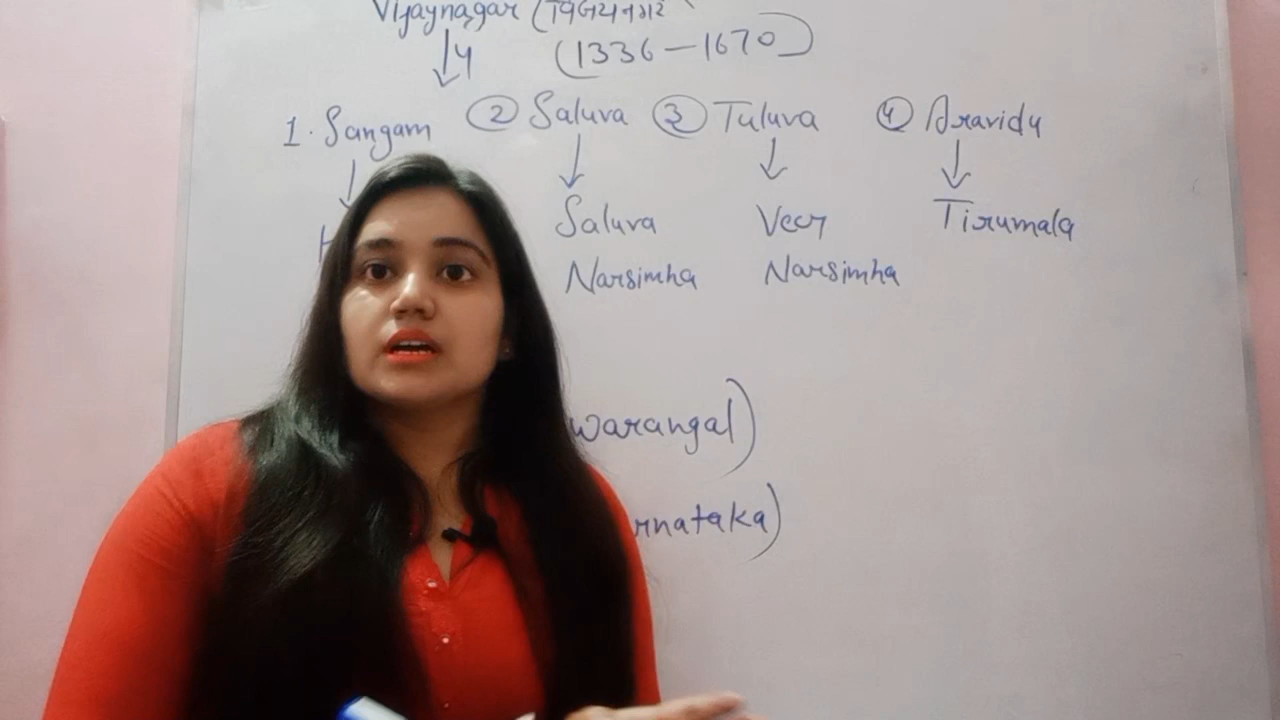 Vijaynagar (विजयनगर
↓4 (1336-1670)
1. Sangam ② Saluva ③ Tuluva ④ Aravidu
Saluva Veer Tirumala
Narsimha Narsimha
warangal)
rnataka)